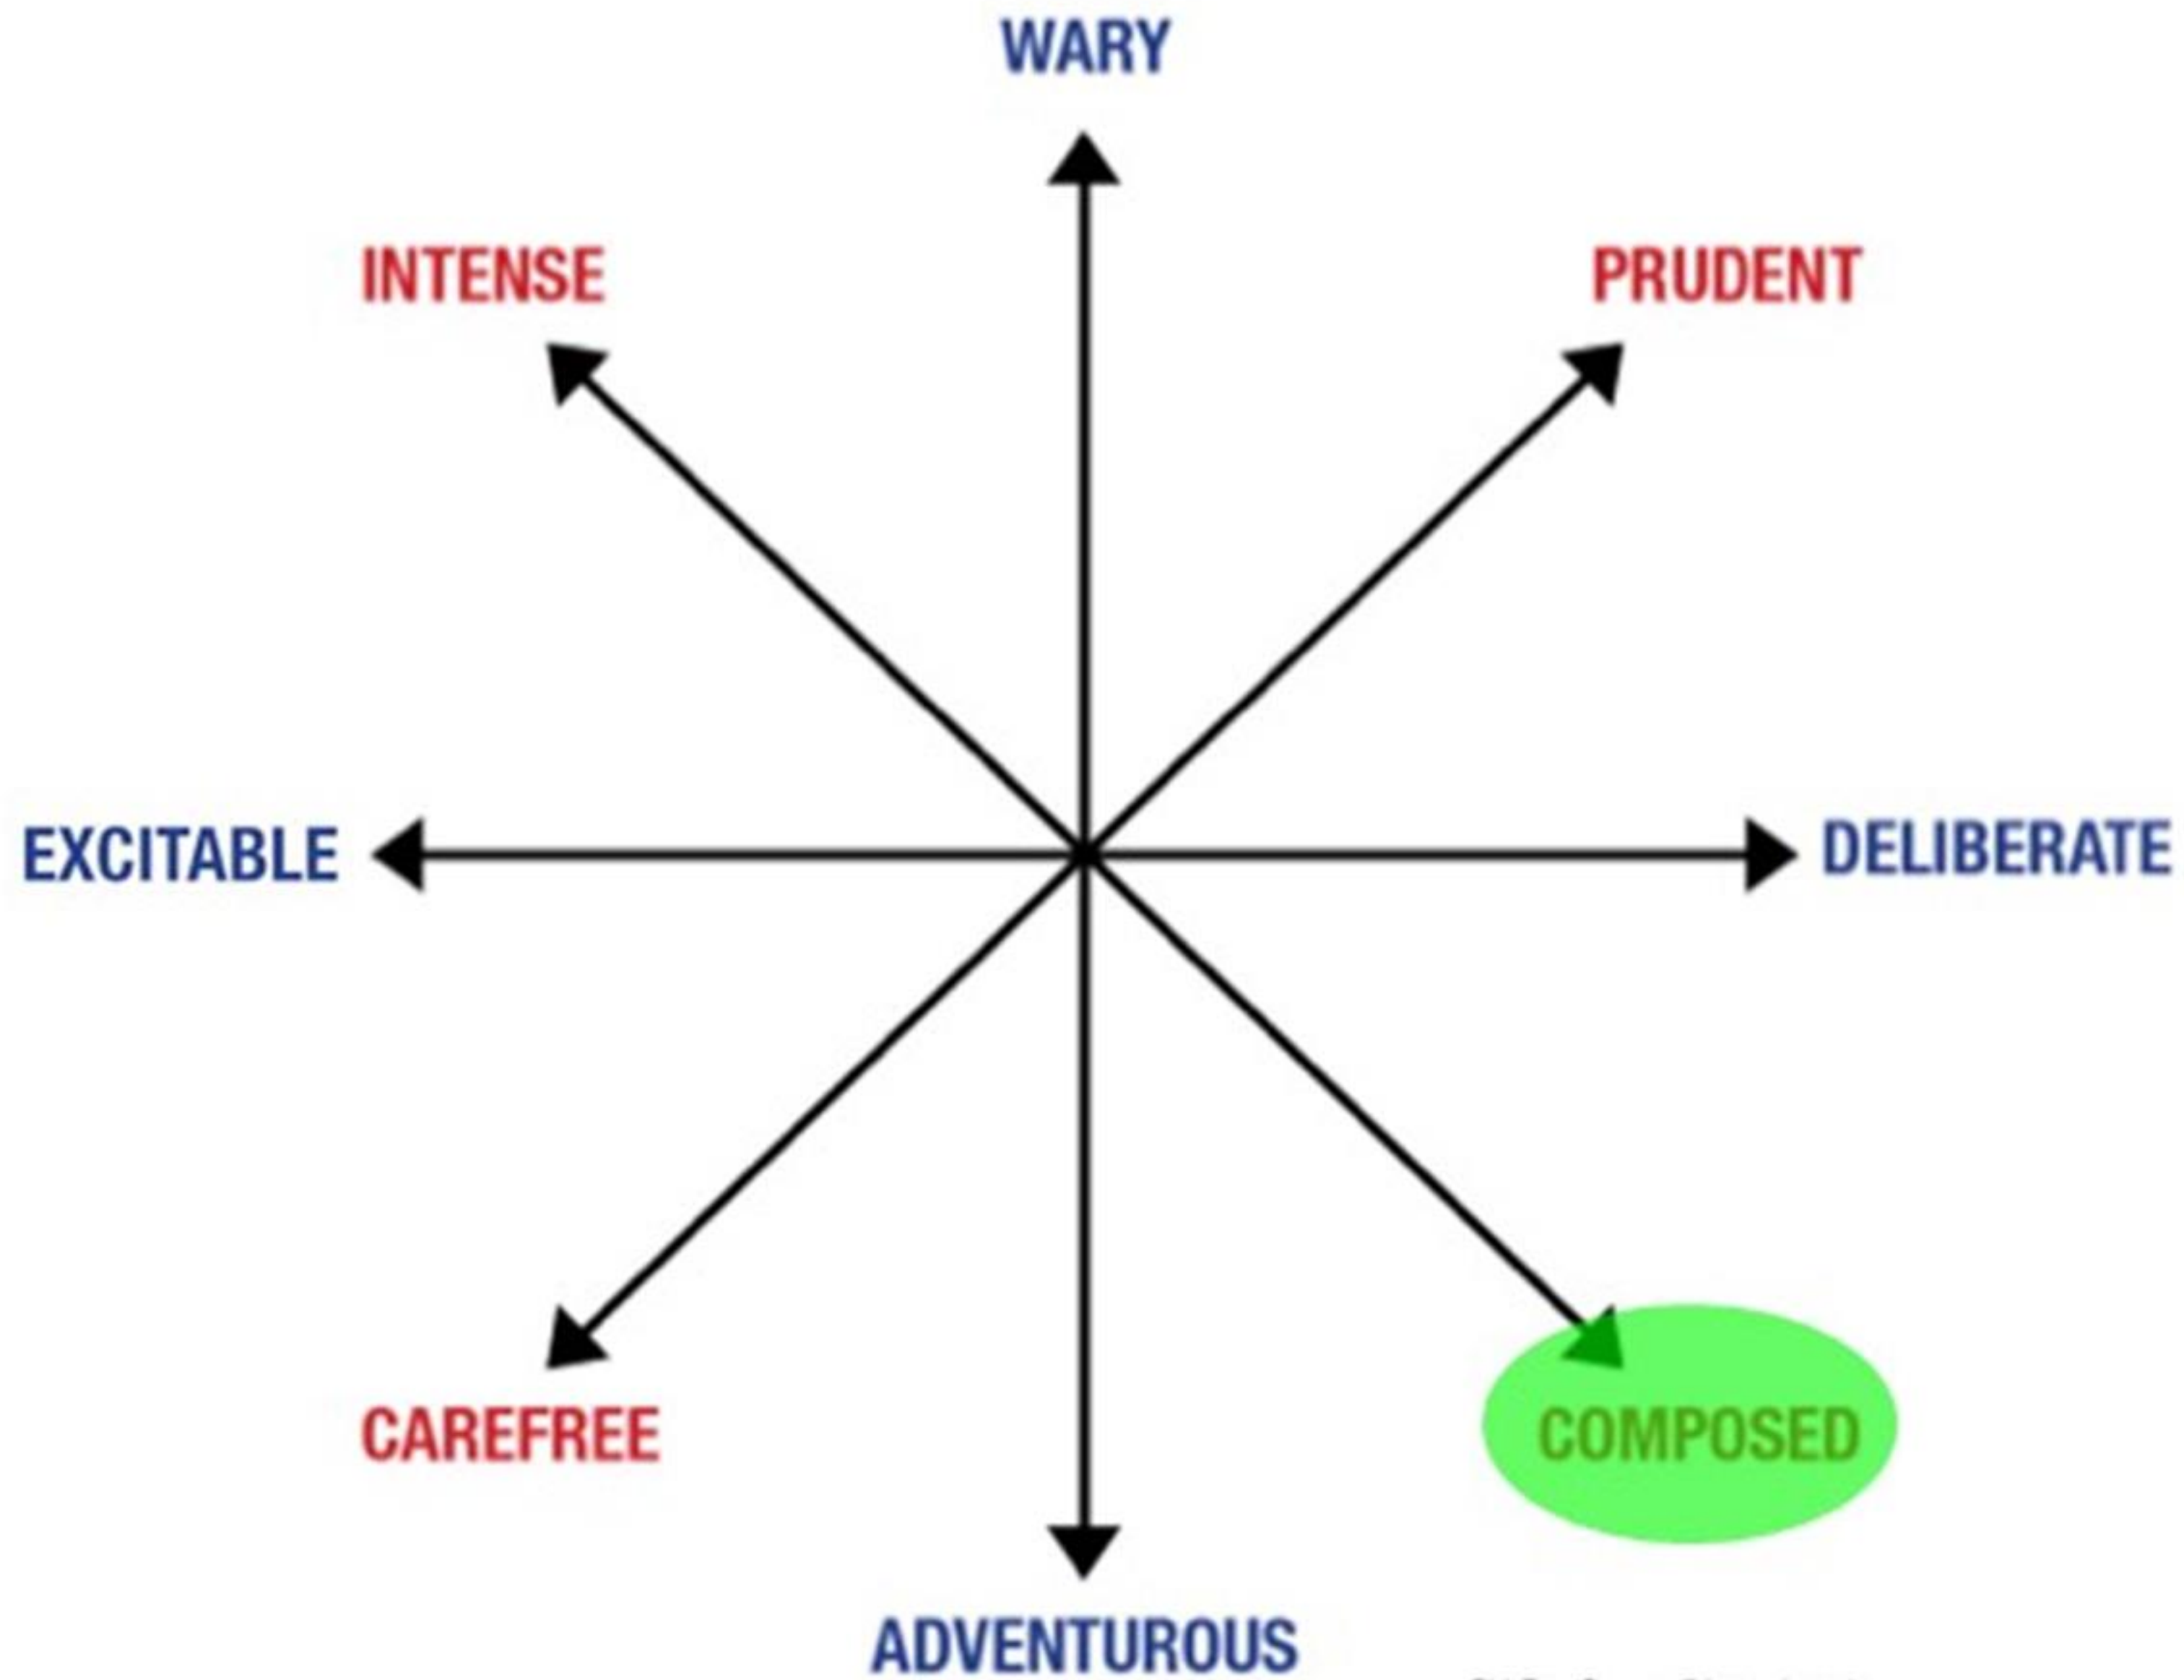 WARY
INTENSE
PRUDENT
EXCITABLE
DELIBERATE
CAREFREE
COMPOSED
ADVENTUROUS